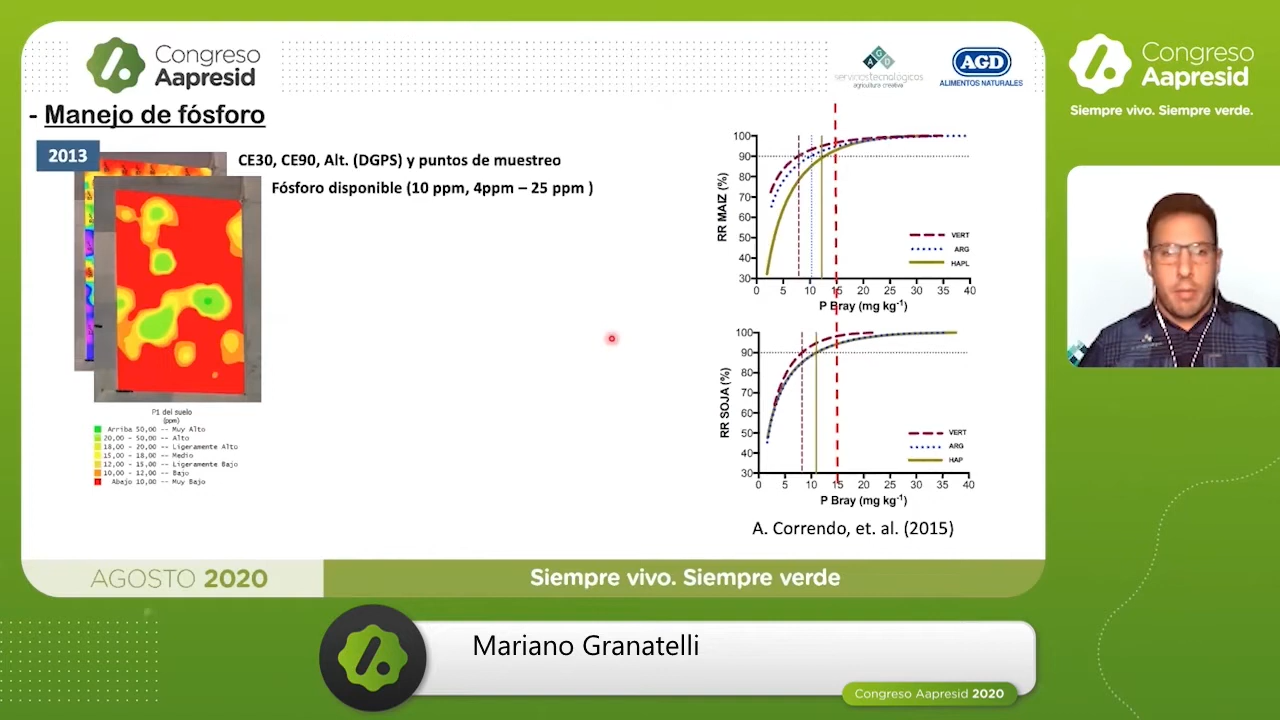 Congreso
Aapresid
serviciostecnológicos
agricultura creativa
AGD
ALIMENTOS NATURALES
Congreso
Aapresid
Siempre vivo. Siempre verde.
- Manejo de fósforo
2013
CE30, CE90, Alt. (DGPS) y puntos de muestreo
Fósforo disponible (10 ppm, 4ppm – 25 ppm )
P1 del suelo
(ppm)
Arriba 50,00 -- Muy Alto
20,00 - 50,00 -- Alto
18,00 - 20,00 -- Ligeramente Alto
15,00 - 18,00 -- Medio
12,00 - 15,00 -- Ligeramente Bajo
10,00 - 12,00 -- Bajo
Abajo 10,00 -- Muy Bajo
RR MAIZ (%)
100
90
80
70
60
50
40
30
VERT
ARG
HAPL
0 5 10 15 20 25 30 35 40
P Bray (mg kg-1)
RR SOJA (%)
100
90
80
70
60
50
40
30
VERT
ARG
HAP
0 5 10 15 20 25 30 35 40
P Bray (mg kg-1)
A. Correndo, et. al. (2015)
AGOSTO 2020
Siempre vivo. Siempre verde
Mariano Granatelli
Congreso Aapresid 2020